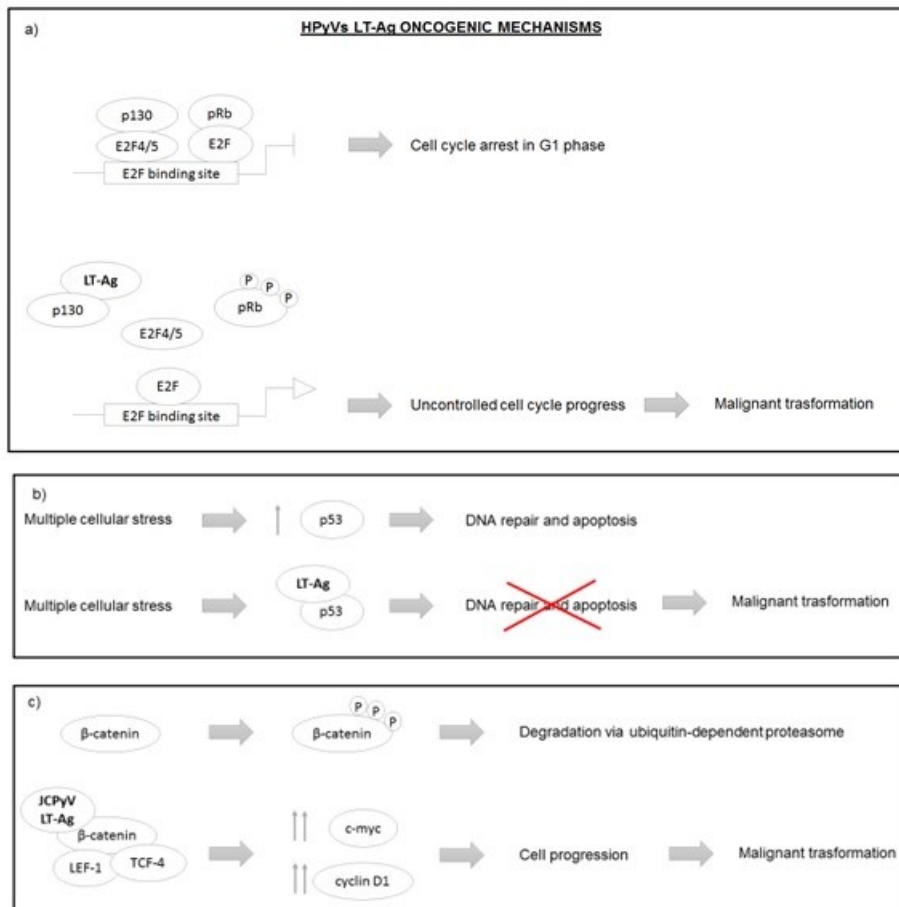 a)
HPyVs LT-Ag ONCOGENIC MECHANISMS
p130
pRb
E2F4/5
E2F
E2F binding site
Cell cycle arrest in G1 phase
LT-Ag
p130
P
P
P
pRb
E2F4/5
E2F
E2F binding site
Uncontrolled cell cycle progress
Malignant trasformation
b)
Multiple cellular stress
p53
DNA repair and apoptosis
Multiple cellular stress
LT-Ag
p53
DNA repair and apoptosis
Malignant trasformation
c)
β-catenin
P
P
P
β-catenin
Degradation via ubiquitin-dependent proteasome
JCPyV
LT-Ag
β-catenin
LEF-1
TCF-4
c-myc
cyclin D1
Cell progression
Malignant trasformation